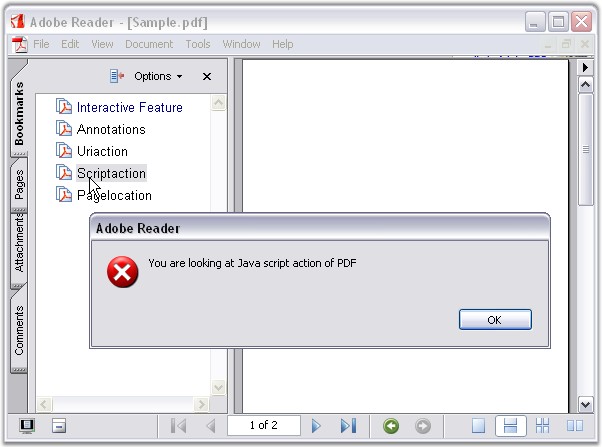 Adobe Reader - [Sample.pdf]
File Edit View Document Tools Window Help
Options
Bookmarks
Pages
Attachments
Comments
Interactive Feature
Annotations
Uriaction
Scriptaction
Pagelocation
Adobe Reader
You are looking at Java script action of PDF
OK
1 of 2